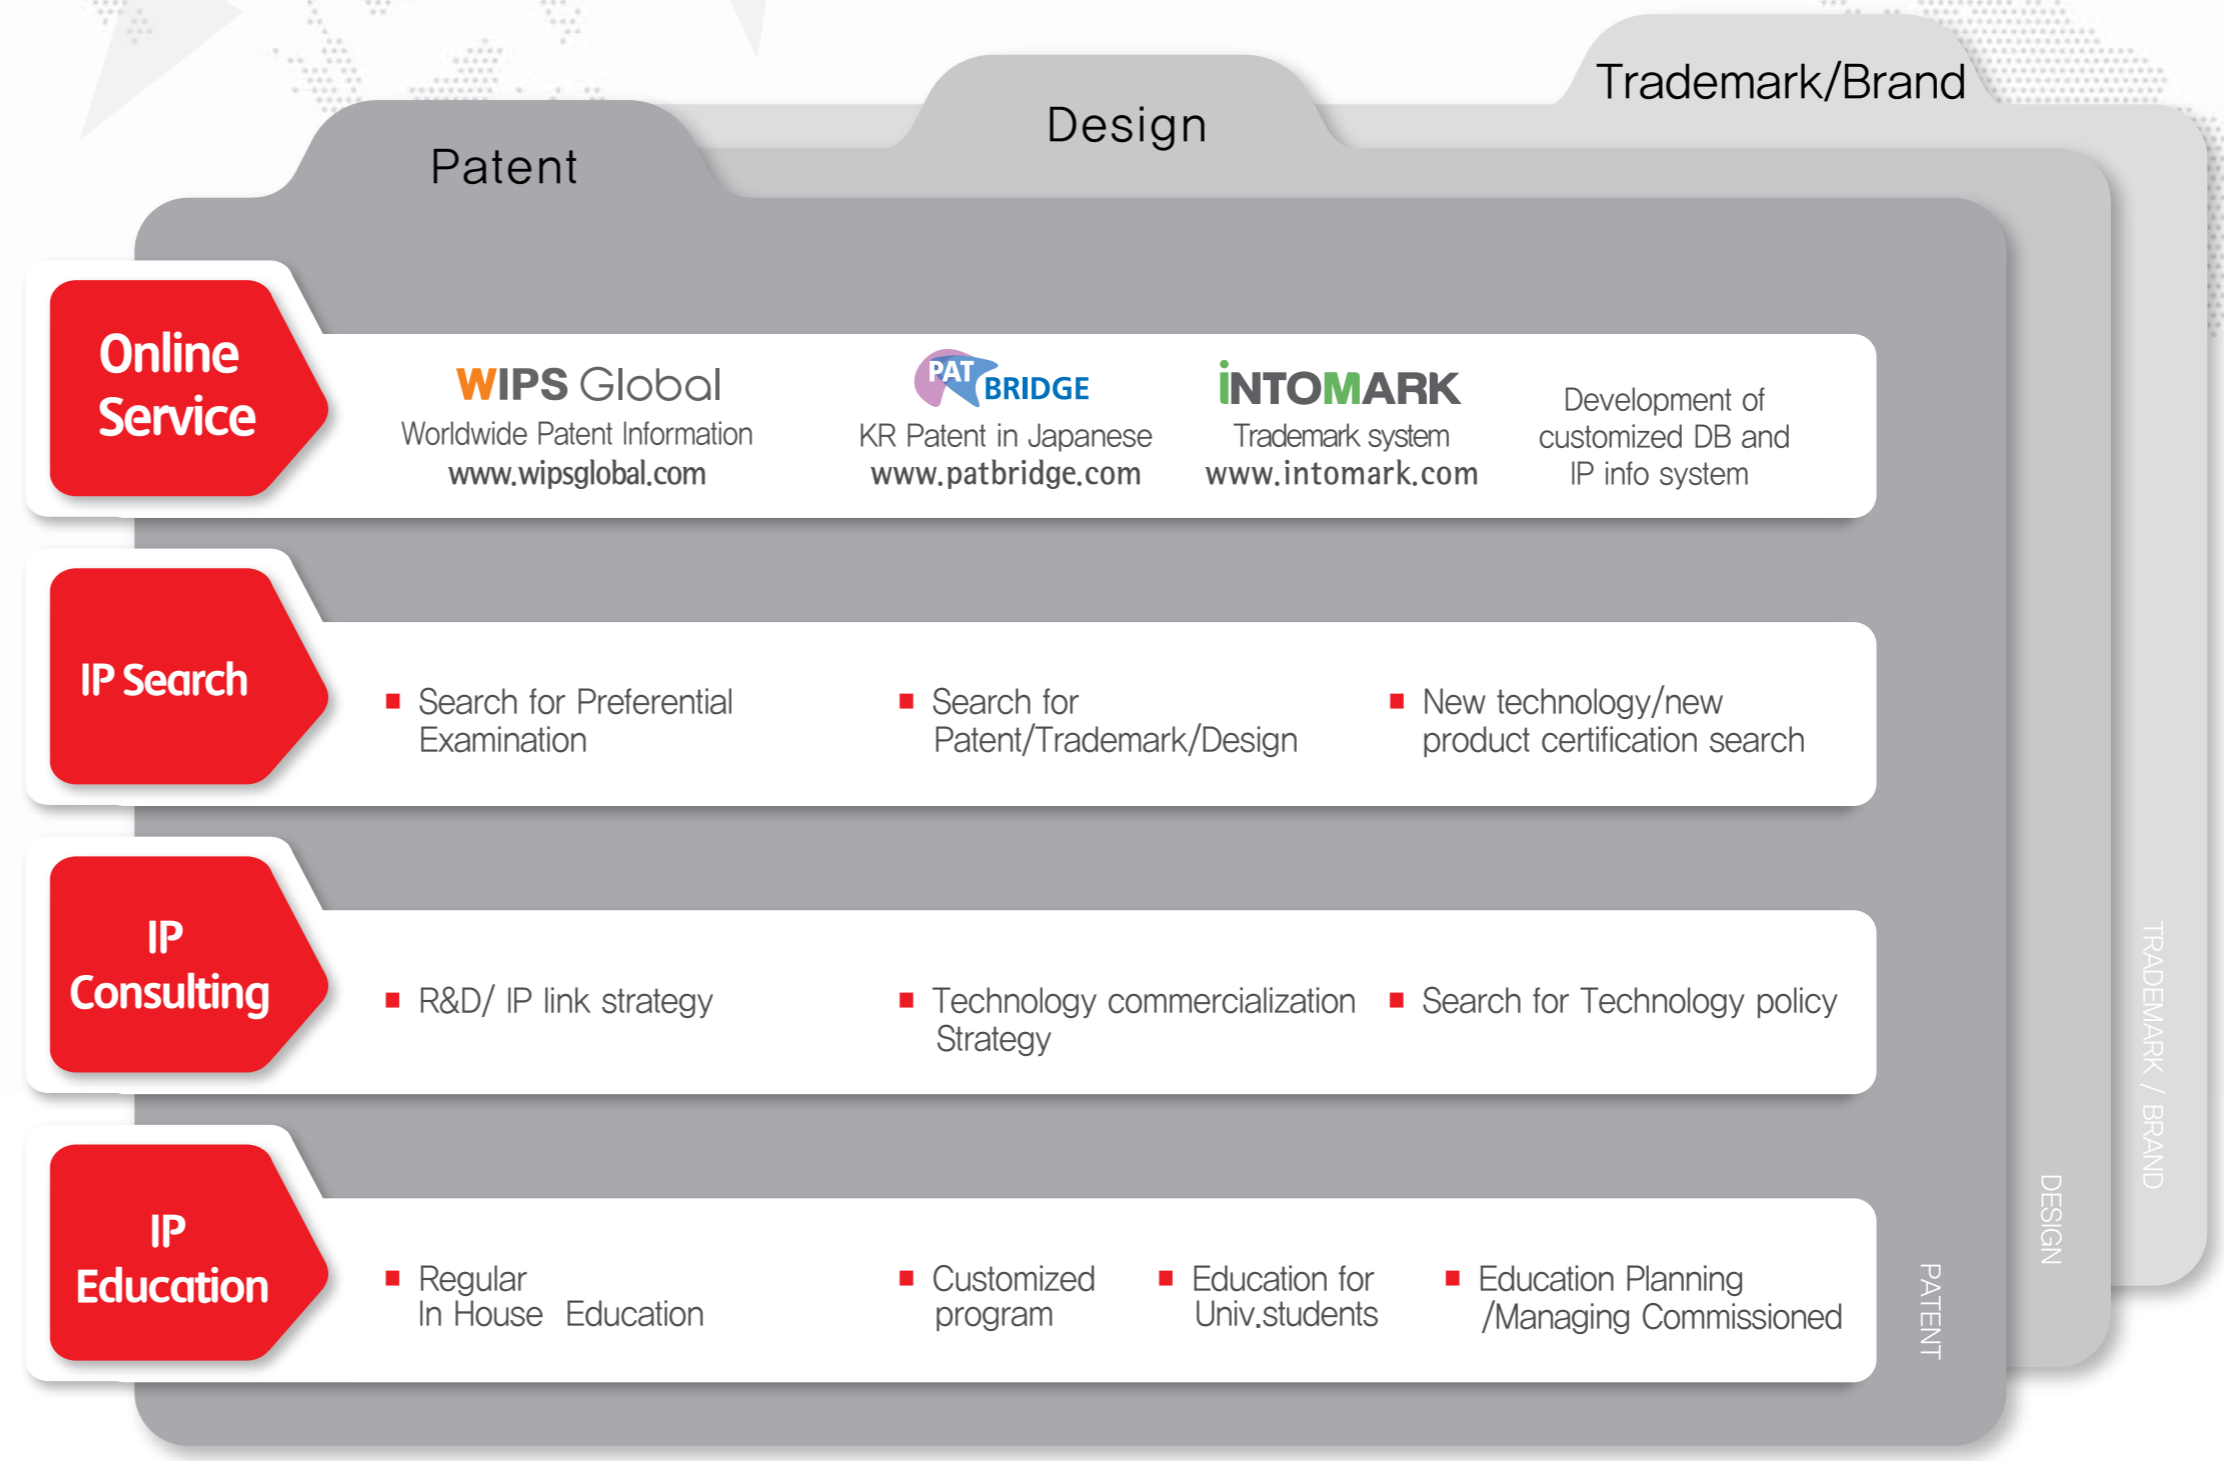 Trademark/Brand
Design
Patent
Online
Service
WIPS Global
Worldwide Patent Information
www.wipsglobal.com
PAT
BRIDGE
KR Patent in Japanese
www.patbridge.com
iNTOMARK
Trademark system
www.intomark.com
Development of
customized DB and
IP info system
IP Search
Search for Preferential
Examination
Search for
Patent/Trademark/Design
New technology/new
product certification search
IP
Consulting
R&D/ IP link strategy
Technology commercialization
Strategy
Search for Technology policy
IP
Education
Regular
In House Education
Customized
program
Education for
Univ.students
Education Planning
/Managing Commissioned
PATENT
DESIGN
TRADEMARK / BRAND